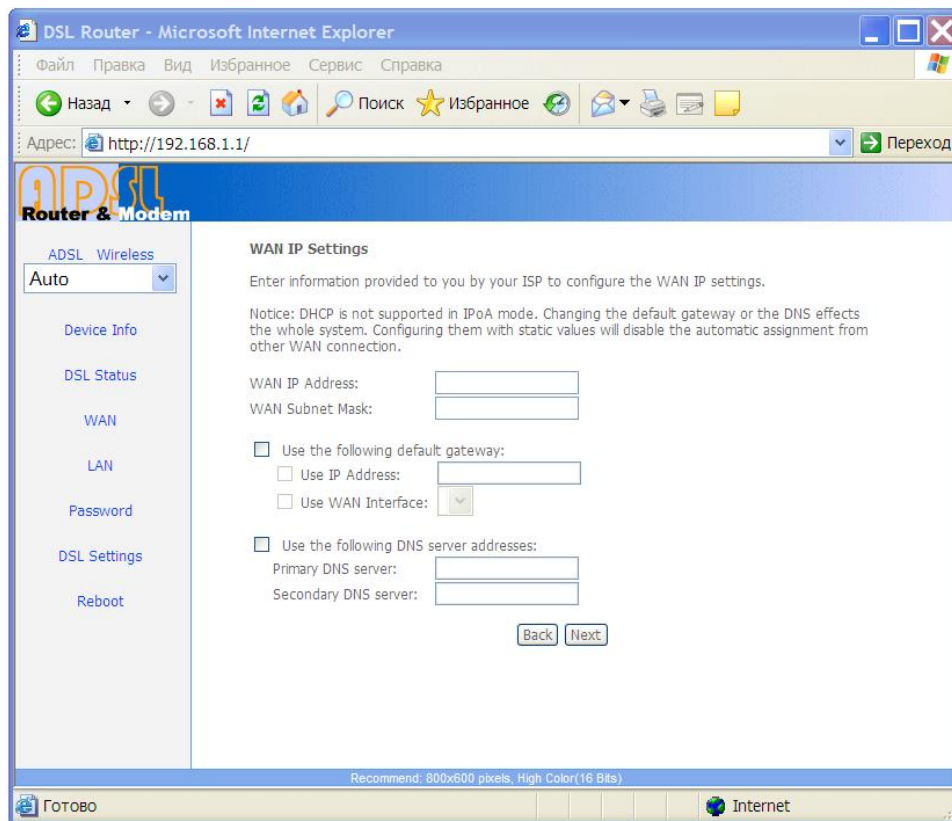 DSL Router - Microsoft Internet Explorer
Файл Правка Вид Избранное Сервис Справка
Назад Поиск Избранное
Адрес: http://192.168.1.1/ Переход
ADSL
Router & Modem
ADSL Wireless
Auto
Device Info
DSL Status
WAN
LAN
Password
DSL Settings
Reboot
WAN IP Settings
Enter information provided to you by your ISP to configure the WAN IP settings.
Notice: DHCP is not supported in IPoA mode. Changing the default gateway or the DNS effects
the whole system. Configuring them with static values will disable the automatic assignment from
other WAN connection.
WAN IP Address:
WAN Subnet Mask:
Use the following default gateway:
Use IP Address:
Use WAN Interface:
Use the following DNS server addresses:
Primary DNS server:
Secondary DNS server:
Back Next
Recommend: 800x600 pixels, High Color(16 Bits)
Готово Internet